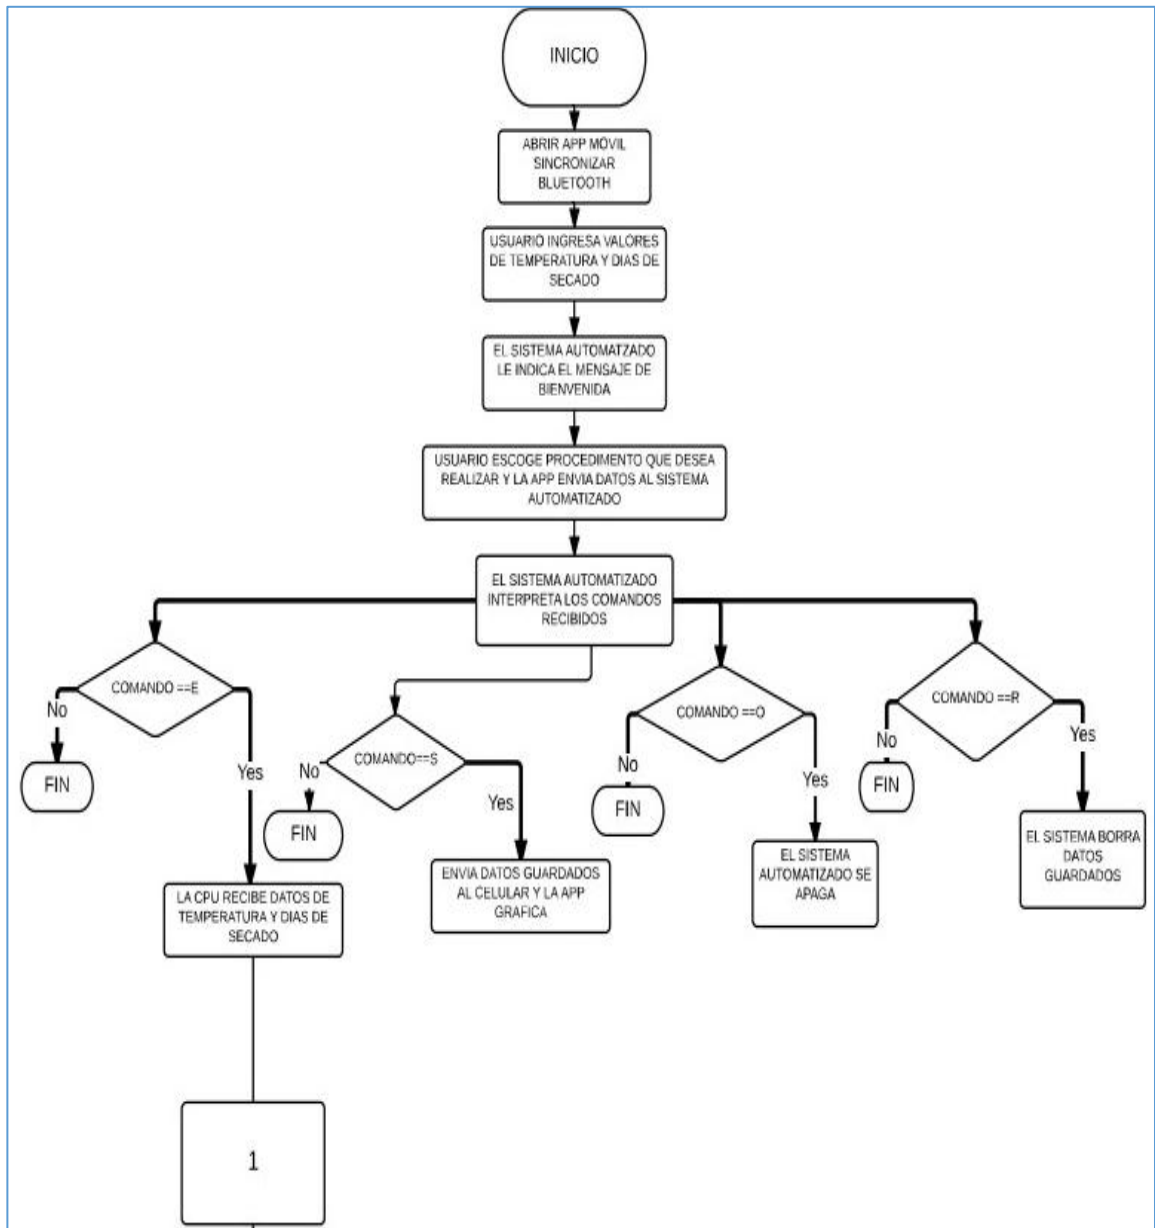 INICIO
ABRIR APP MÓVIL
SINCRONIZAR
BLUETOOTH
USUARIO INGRESA VALORES
DE TEMPERATURA Y DIAS DE
SECADO
EL SISTEMA AUTOMATZADO
LE INDICA EL MENSAJE DE
BIENVENIDA
USUARIO ESCOGE PROCEDIMENTO QUE DESEA
REALIZAR Y LA APP ENVIA DATOS AL SISTEMA
AUTOMATIZADO
EL SISTEMA AUTOMATIZADO
INTERPRETA LOS COMANDOS
RECIBIDOS
COMANDO ==E
No
FIN
Yes
LA CPU RECIBE DATOS DE
TEMPERATURA Y DIAS DE
SECADO
1
COMANDO==S
No
FIN
Yes
ENVIA DATOS GUARDADOS
AL CELULAR Y LA APP
GRAFICA
COMANDO ==O
No
FIN
Yes
EL SISTEMA
AUTOMATIZADO SE
APAGA
COMANDO ==R
No
FIN
Yes
EL SISTEMA BORRA
DATOS
GUARDADOS